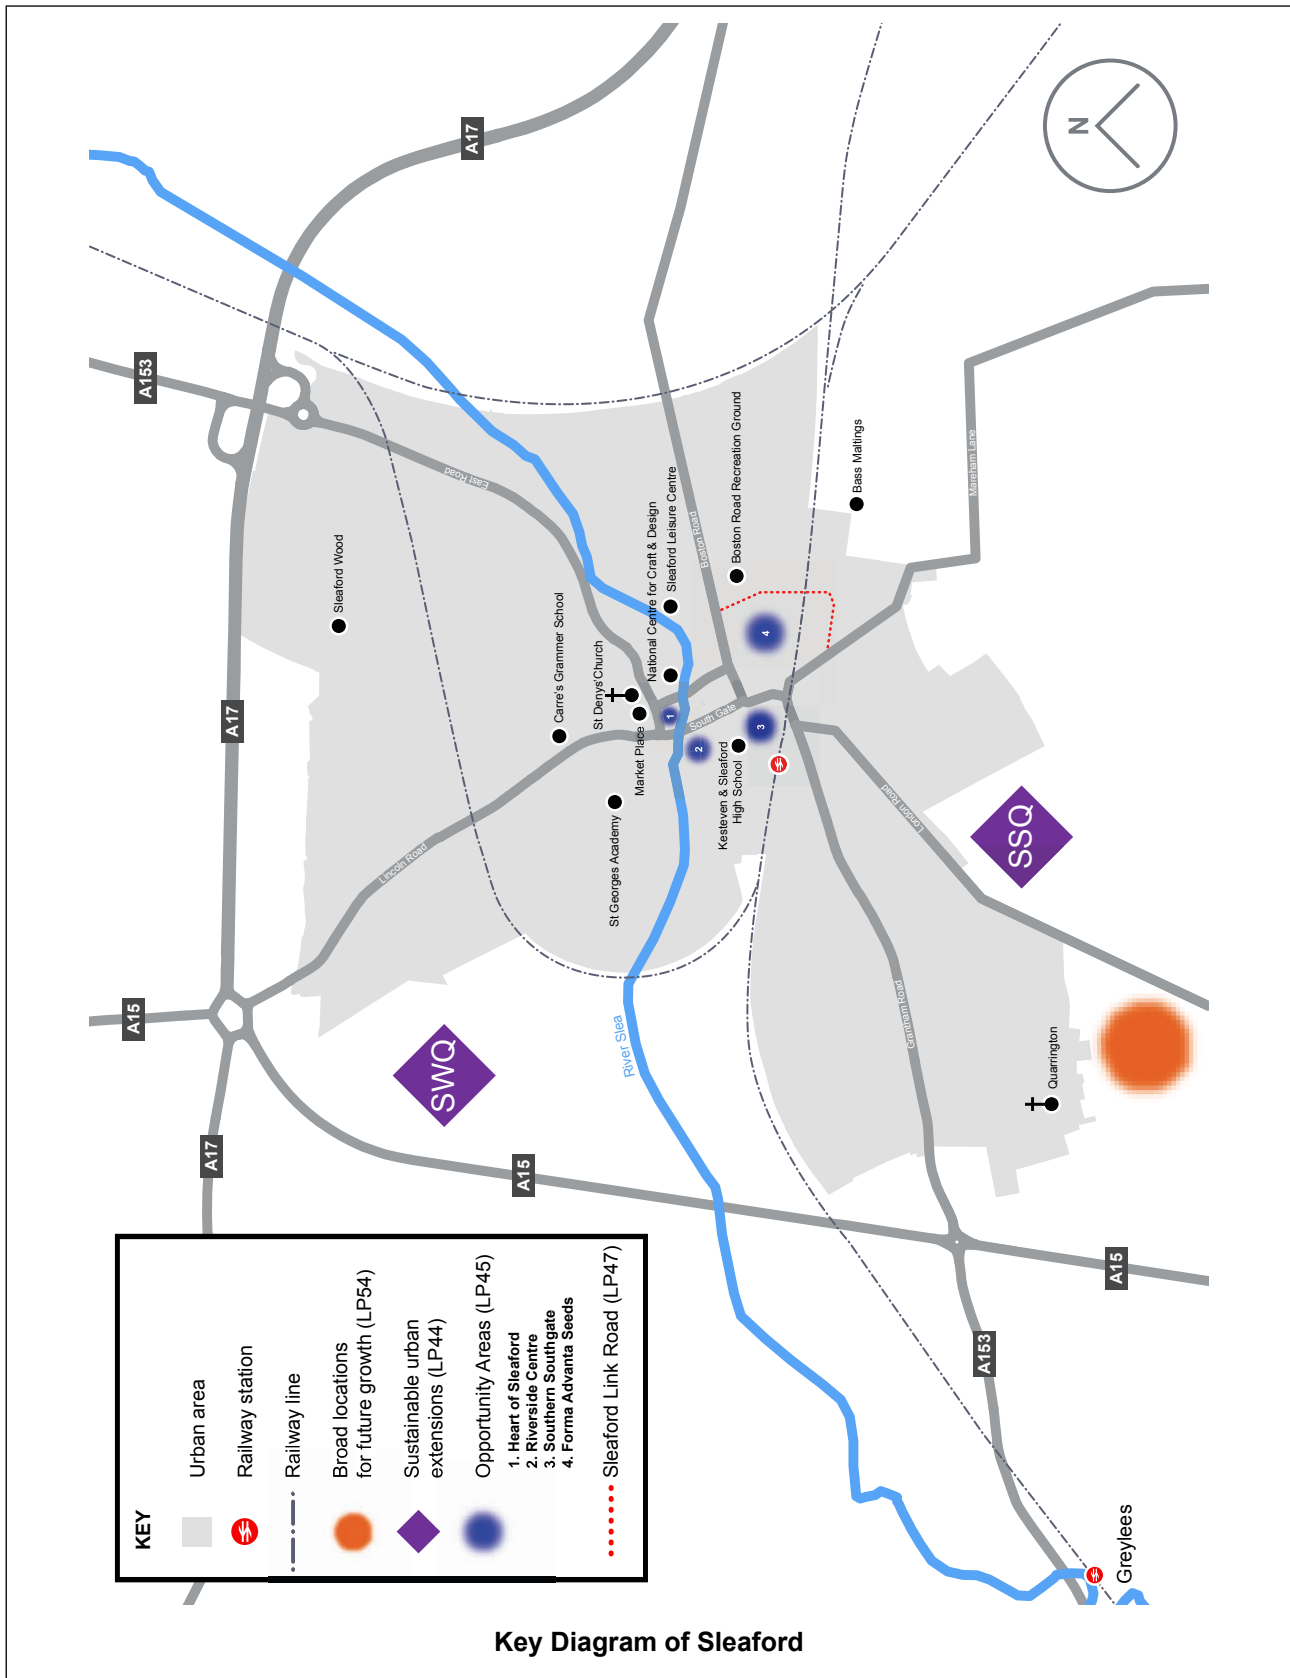 A17
A153
A17
A15
A17
A15
A15
A153
N
East Road
Lincoln Road
Boston Road
South Gate
Mareham Lane
London Road
Grantham Road
River Slea
Sleaford Wood
Carre's Grammer School
St Denys'Church
Market Place
National Centre for Craft & Design
Sleaford Leisure Centre
Boston Road Recreation Ground
Bass Maltings
St Georges Academy
Kesteven & Sleaford
High School
Quarrington
Greylees
1
2
3
4
SWQ
SSQ
KEY
Urban area
Railway station
Railway line
Broad locations
for future growth (LP54)
Sustainable urban
extensions (LP44)
Opportunity Areas (LP45)
1. Heart of Sleaford
2. Riverside Centre
3. Southern Southgate
4. Forma Advanta Seeds
Sleaford Link Road (LP47)
Key Diagram of Sleaford